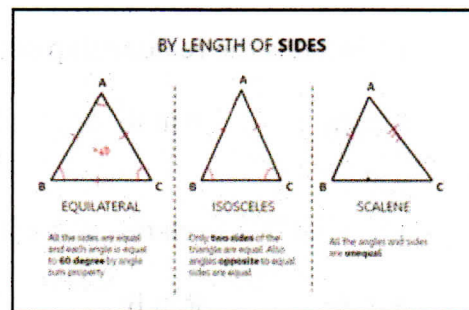 BY LENGTH OF SIDES
A
A
A
B
C
B
C
B
C
EQUILATERAL
ISOSCELES
SCALENE
All the sides are equal
and each angle is equal
to 60 degree by angle
sum property
Only two sides of the
triangle are equal. Also
angles opposite to equal
sides are equal
All the angles and sides
are unequal